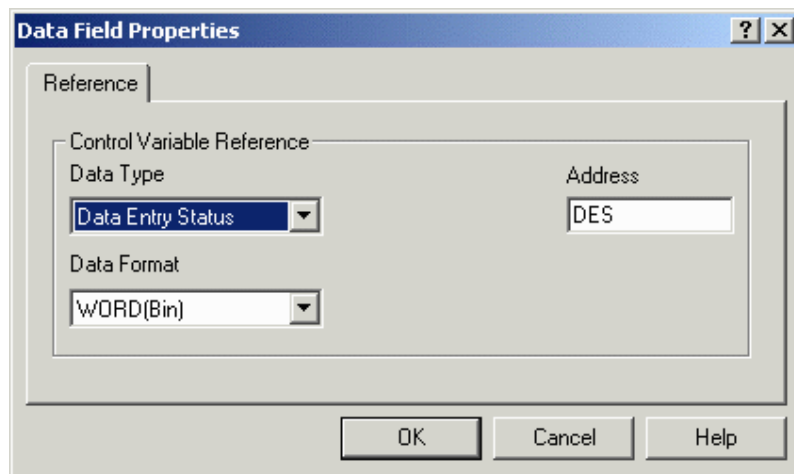 Data Field Properties
Reference
Control Variable Reference
Data Type
Address
Data Entry Status
DES
Data Format
WORD(Bin)
OK
Cancel
Help